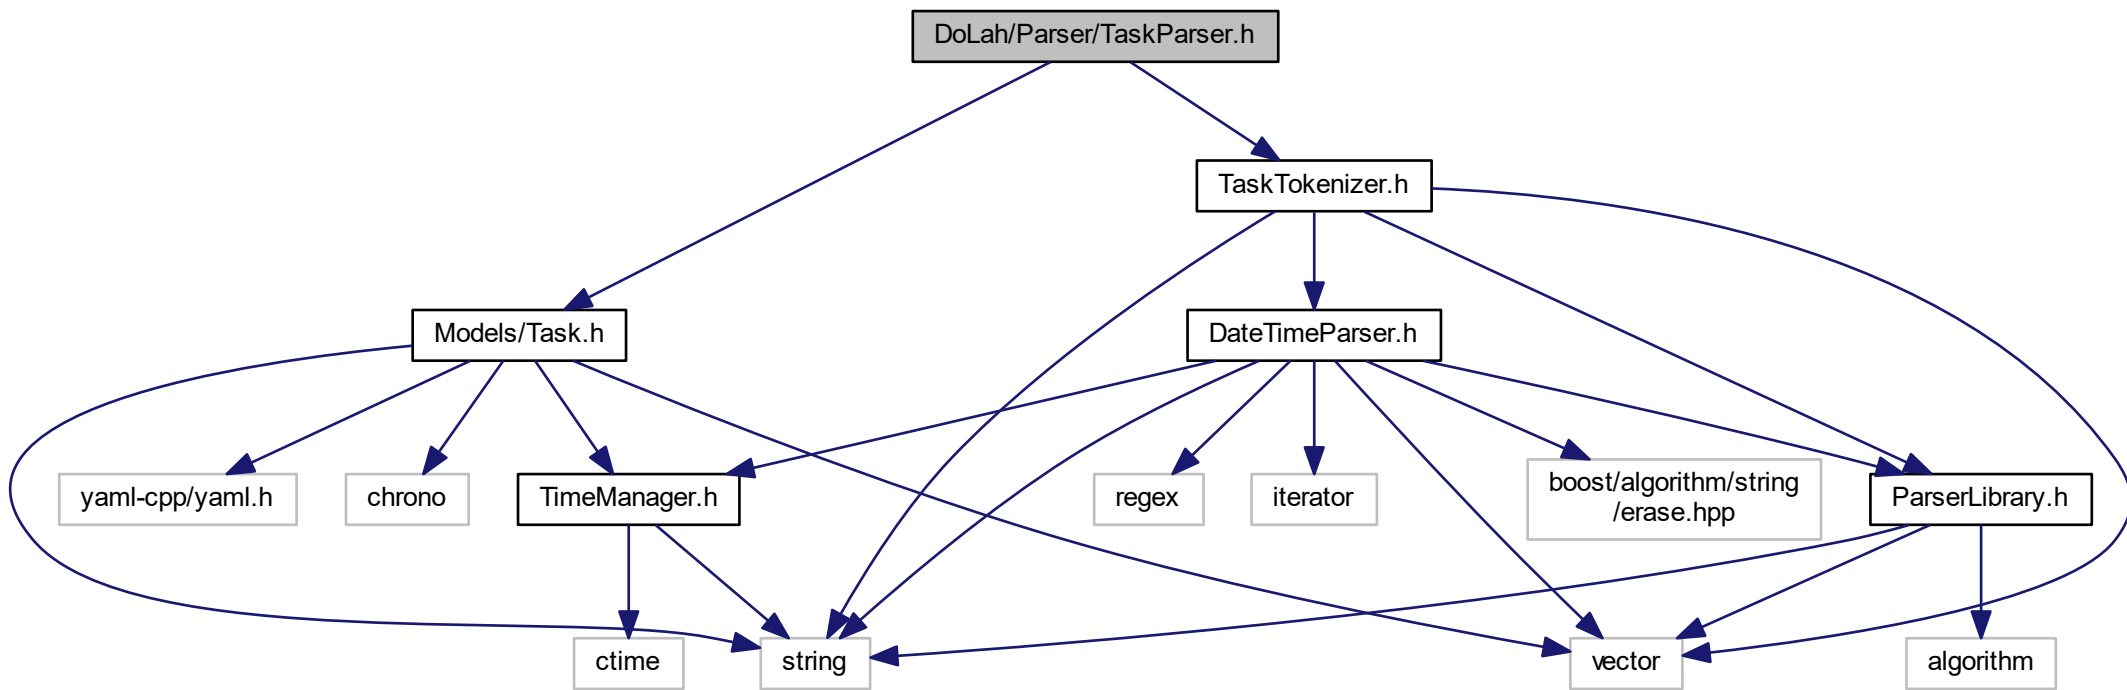 DoLah/Parser/TaskParser.h
TaskTokenizer.h
Models/Task.h
DateTimeParser.h
yaml-cpp/yaml.h
chrono
TimeManager.h
regex
iterator
boost/algorithm/string
/erase.hpp
ParserLibrary.h
ctime
string
vector
algorithm